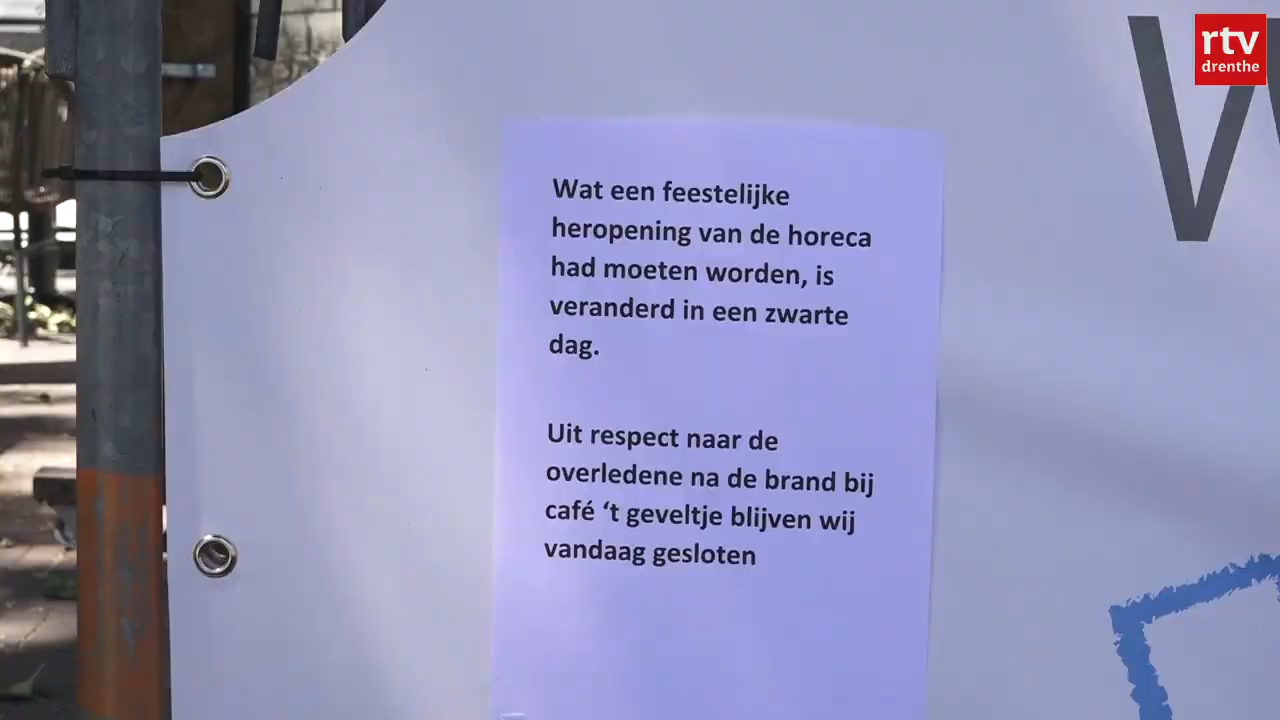 rtv
drenthe
W
Wat een feestelijke
heropening van de horeca
had moeten worden, is
veranderd in een zwarte
dag.
Uit respect naar de
overledene na de brand bij
café ‘t geveltje blijven wij
vandaag gesloten